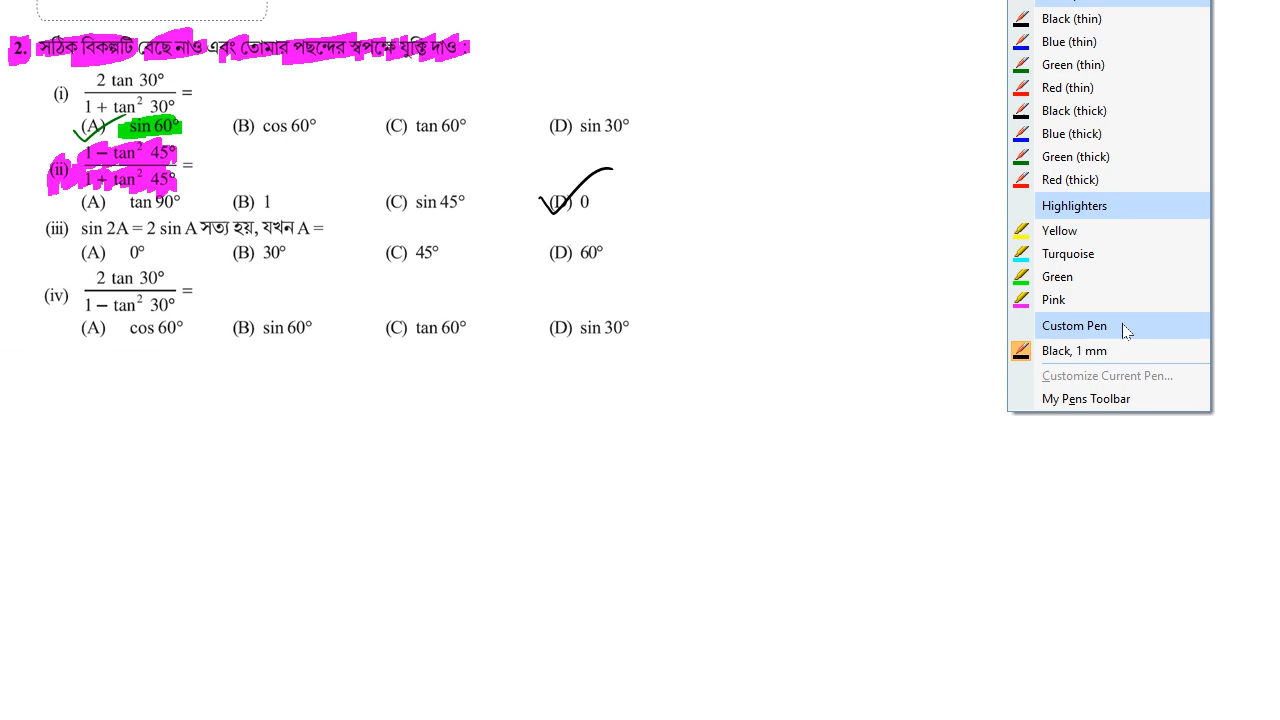 2. সঠিক বিকল্পটি বেছে নাও এবং তোমার পছন্দের স্বপক্ষে যুক্তি দাও :
(i) 2 tan 30° / 1 + tan² 30° =
(A) sin 60° (B) cos 60° (C) tan 60° (D) sin 30°
(ii) 1 – tan² 45° / 1 + tan² 45° =
(A) tan 90° (B) 1 (C) sin 45° (D) 0
(iii) sin 2A = 2 sin A সত্য হয়, যখন A =
(A) 0° (B) 30° (C) 45° (D) 60°
(iv) 2 tan 30° / 1 – tan² 30° =
(A) cos 60° (B) sin 60° (C) tan 60° (D) sin 30°
Black (thin)
Blue (thin)
Green (thin)
Red (thin)
Black (thick)
Blue (thick)
Green (thick)
Red (thick)
Highlighters
Yellow
Turquoise
Green
Pink
Custom Pen
Black, 1 mm
Customize Current Pen...
My Pens Toolbar